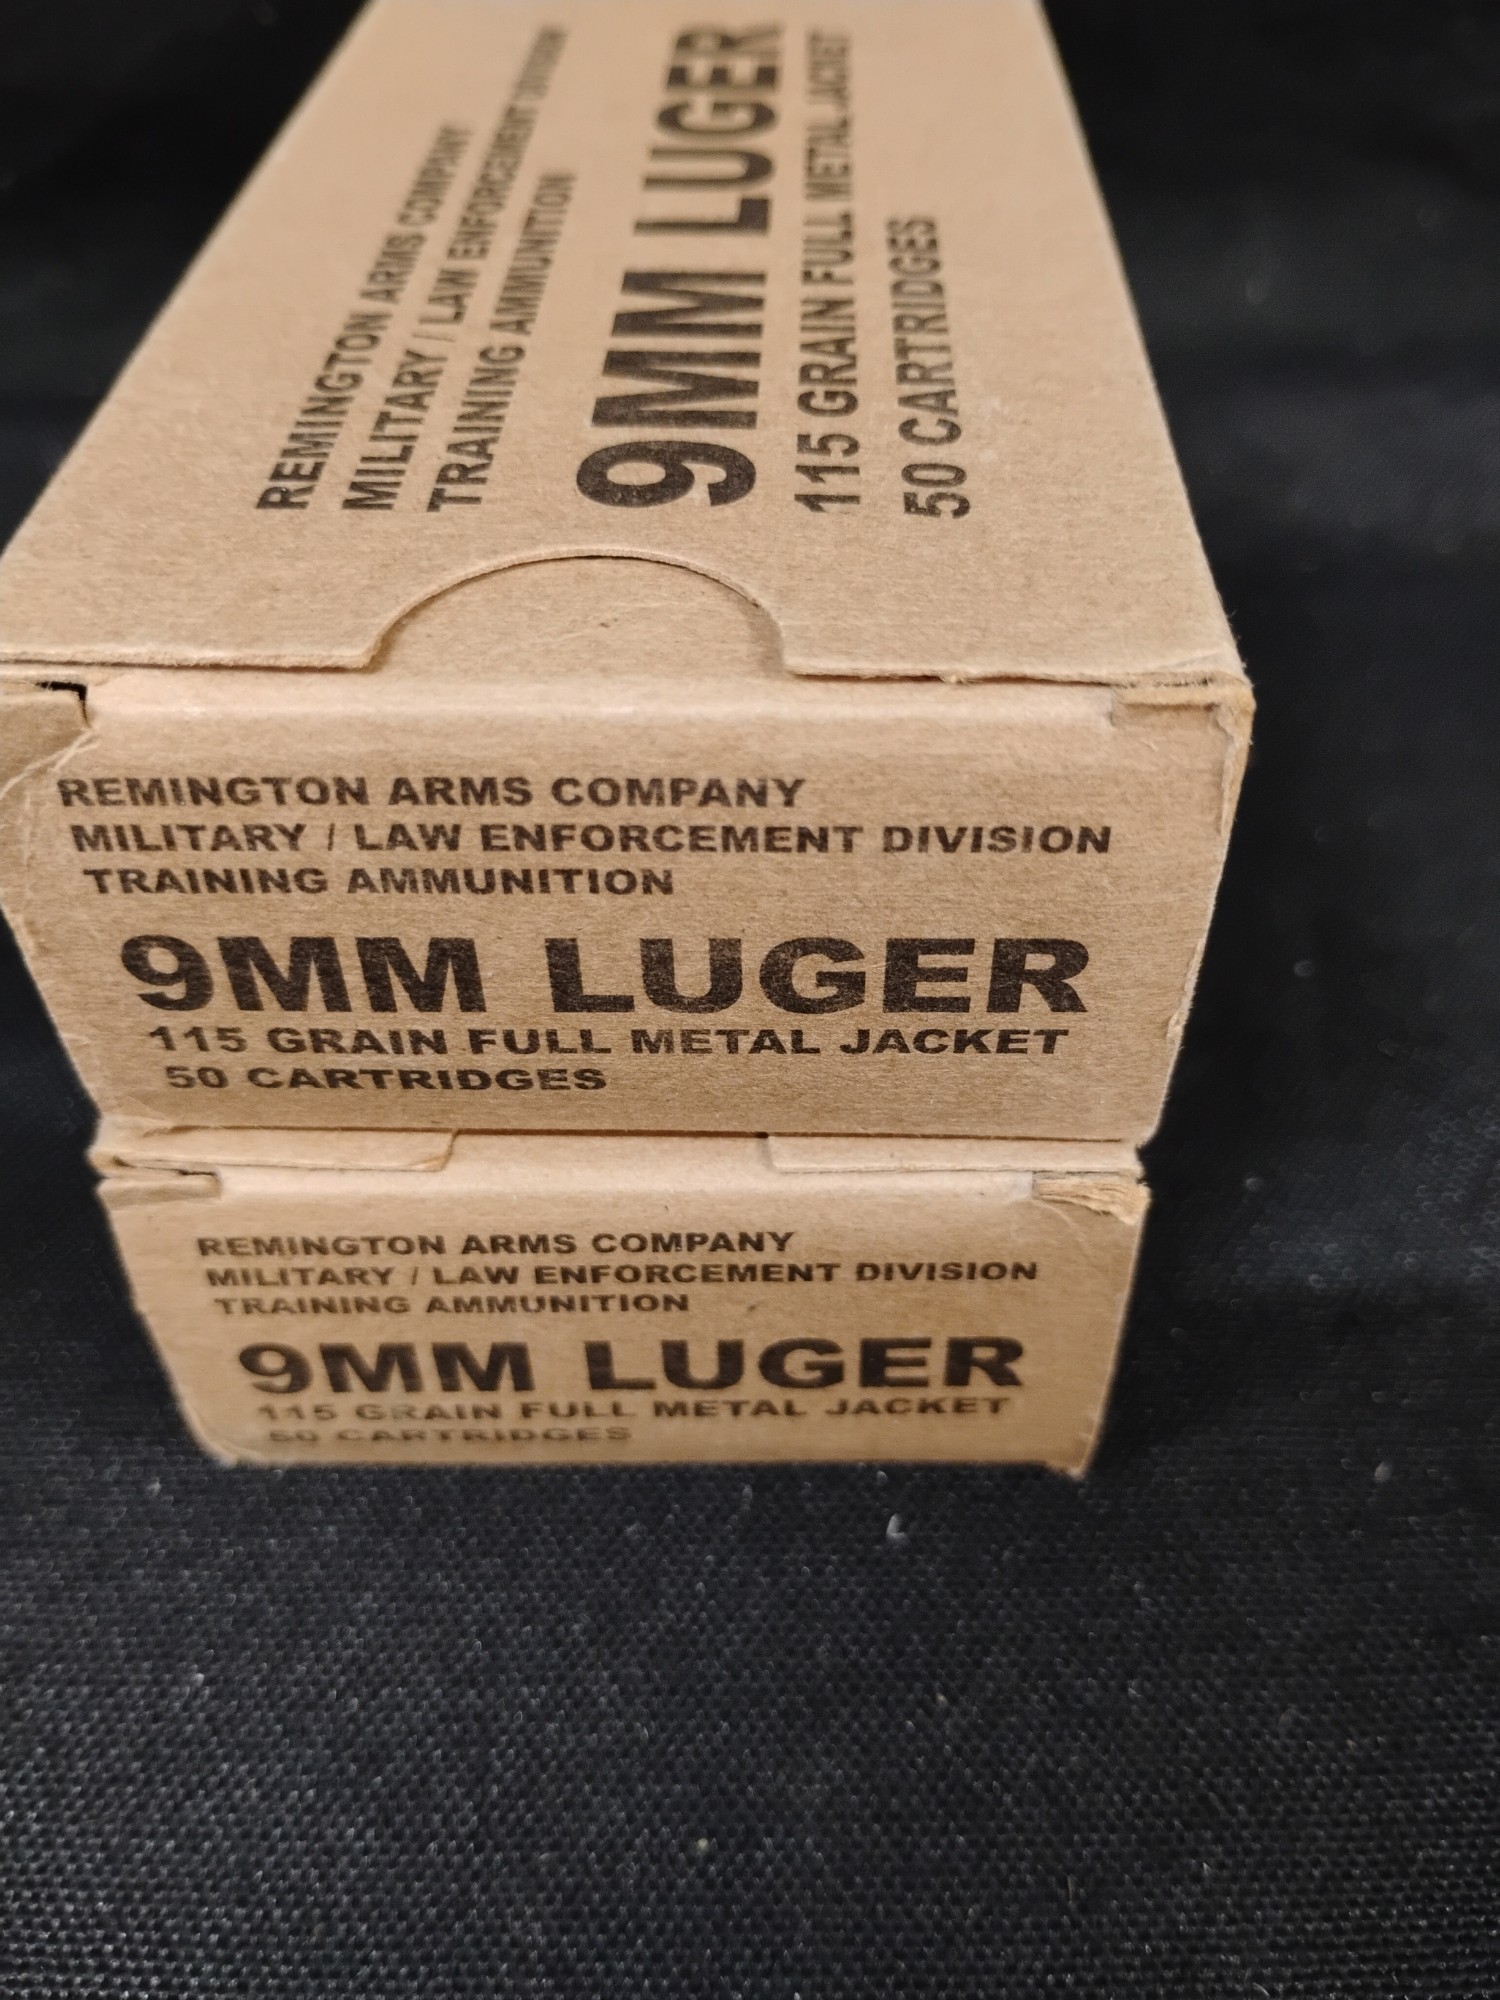 REMINGTON ARMS COMPANY
MILITARY / LAW ENFORCEMENT DIVISION
TRAINING AMMUNITION
9MM LUGER
115 GRAIN FULL METAL JACKET
50 CARTRIDGES
REMINGTON ARMS COMPANY
MILITARY / LAW ENFORCEMENT DIVISION
TRAINING AMMUNITION
9MM LUGER
115 GRAIN FULL METAL JACKET
50 CARTRIDGES
REMINGTON ARMS COMPANY
MILITARY / LAW ENFORCEMENT DIVISION
TRAINING AMMUNITION
9MM LUGER
115 GRAIN FULL METAL JACKET
50 CARTRIDGES